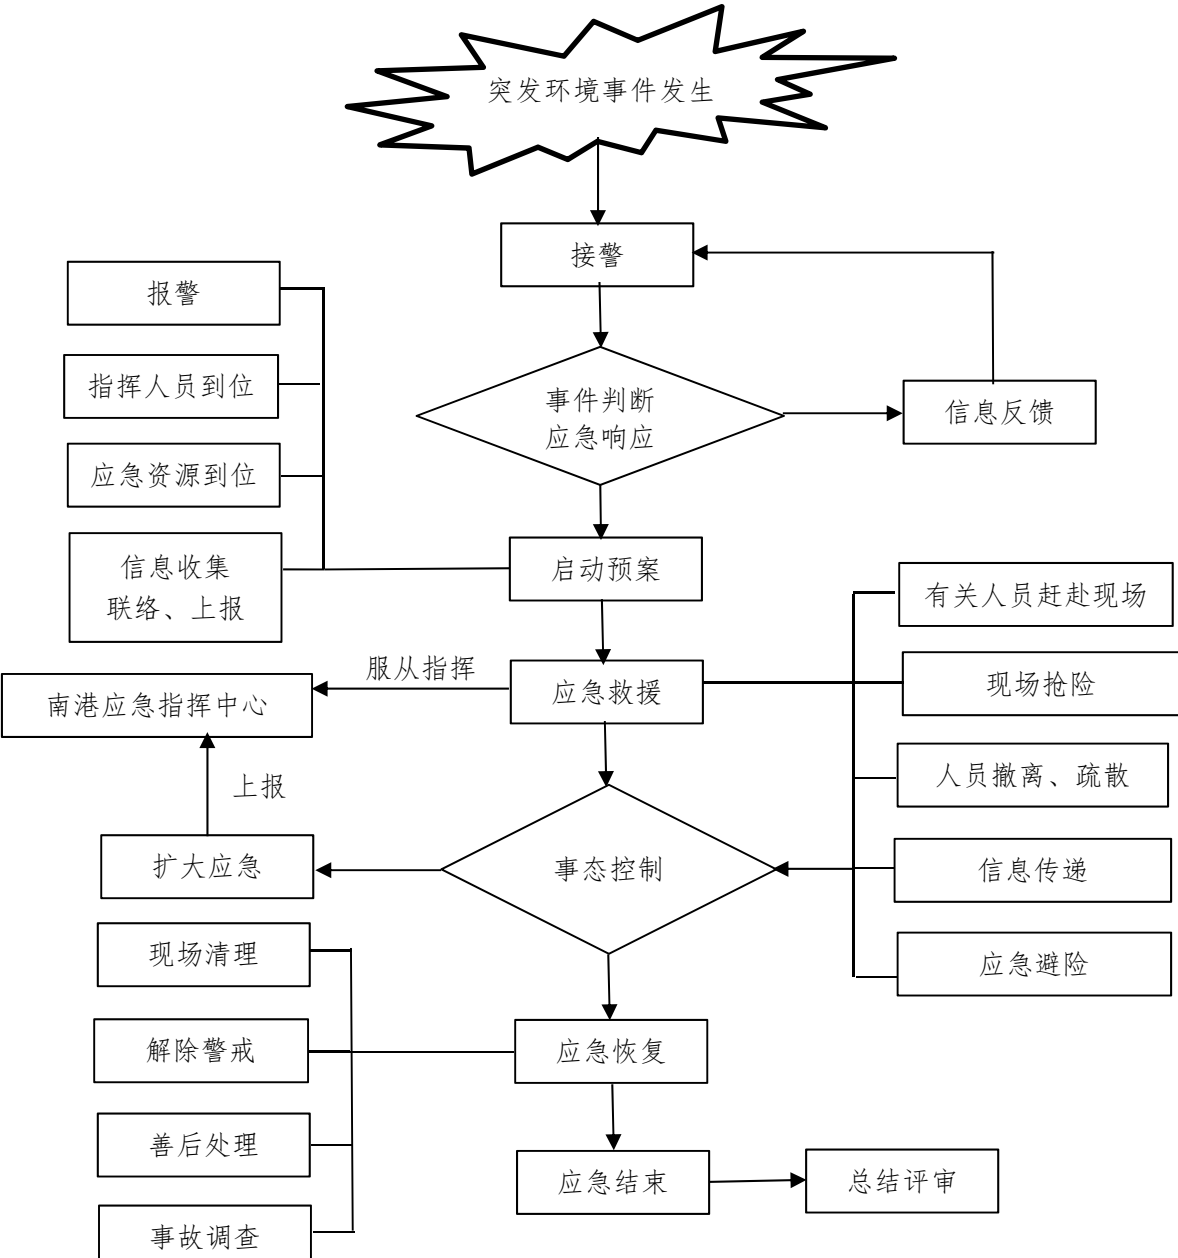 突发环境事件发生
接警
报警
指挥人员到位
事件判断
应急响应
信息反馈
应急资源到位
信息收集
联络、上报
启动预案
有关人员赶赴现场
服从指挥
南港应急指挥中心
应急救援
现场抢险
上报
人员撤离、疏散
扩大应急
事态控制
信息传递
现场清理
应急避险
解除警戒
应急恢复
善后处理
应急结束
总结评审
事故调查